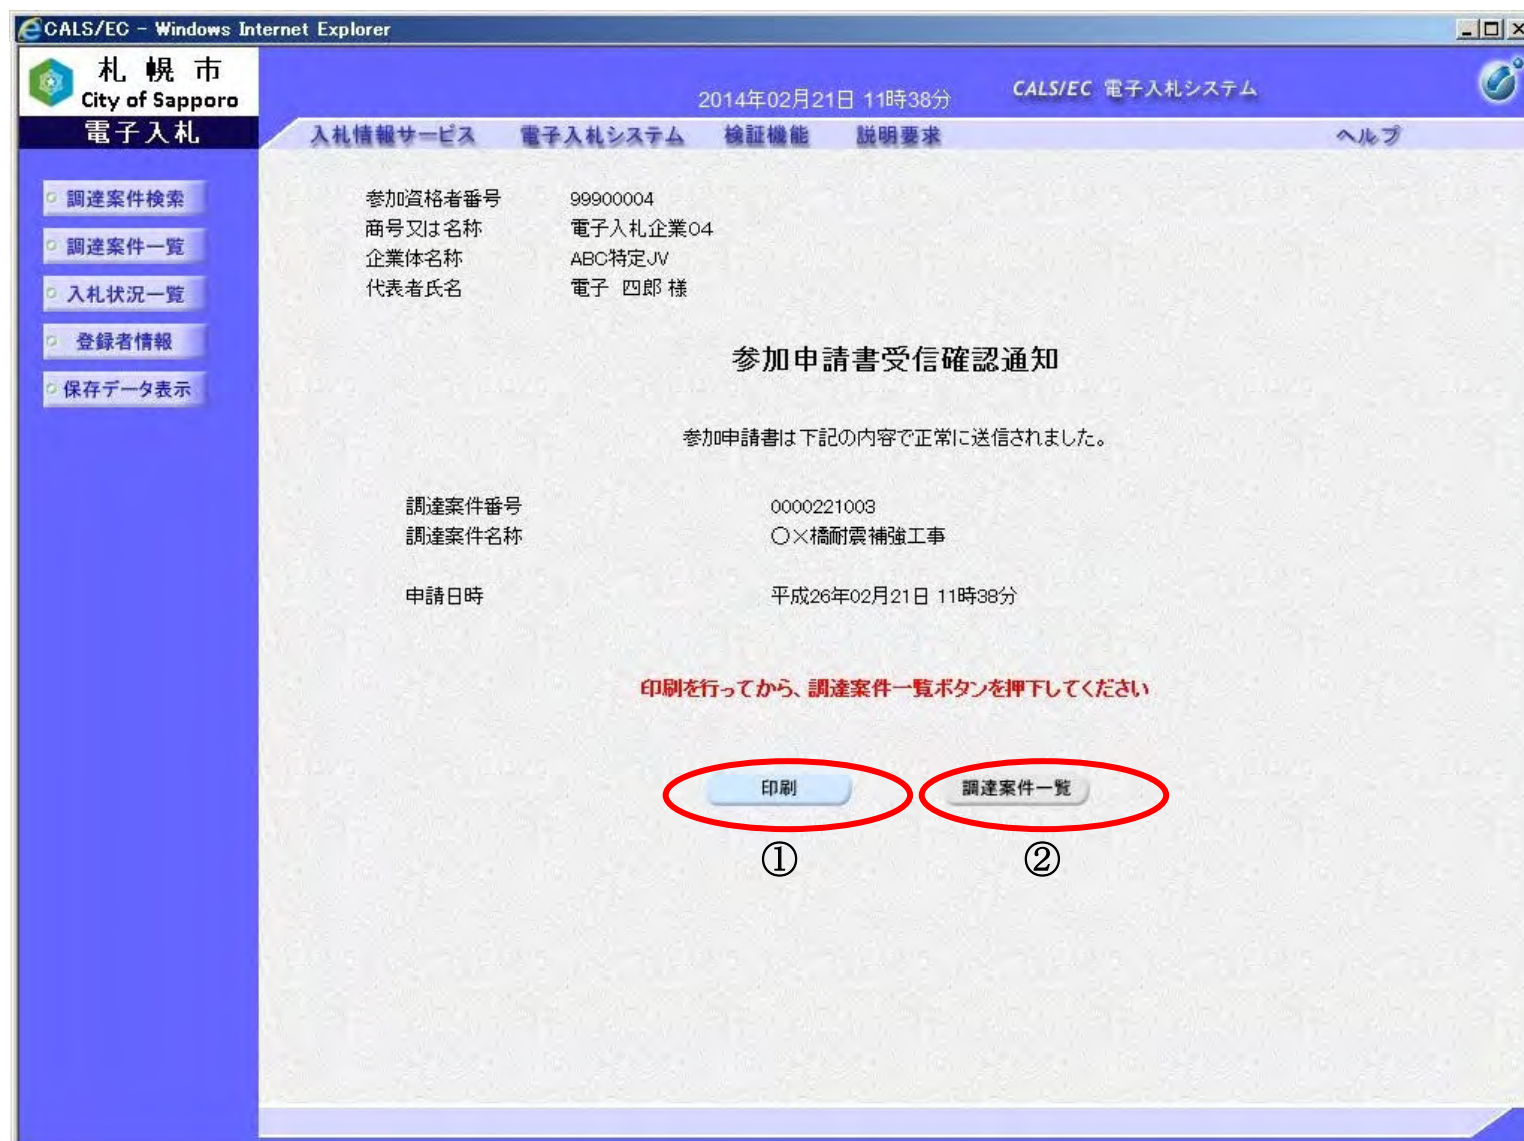 CALS/EC - Windows Internet Explorer
札幌市
City of Sapporo
2014年02月21日 11時38分
CALS/EC 電子入札システム
電子入札
入札情報サービス 電子入札システム 検証機能 説明要求 ヘルプ
調達案件検索
調達案件一覧
入札状況一覧
登録者情報
保存データ表示
参加資格者番号 99900004
商号又は名称 電子入札企業04
企業体名称 ABC特定JV
代表者氏名 電子 四郎 様
参加申請書受信確認通知
参加申請書は下記の内容で正常に送信されました。
調達案件番号 0000221003
調達案件名称 〇×橋耐震補強工事
申請日時 平成26年02月21日 11時38分
印刷を行ってから、調達案件一覧ボタンを押下してください
印刷 調達案件一覧
① ②